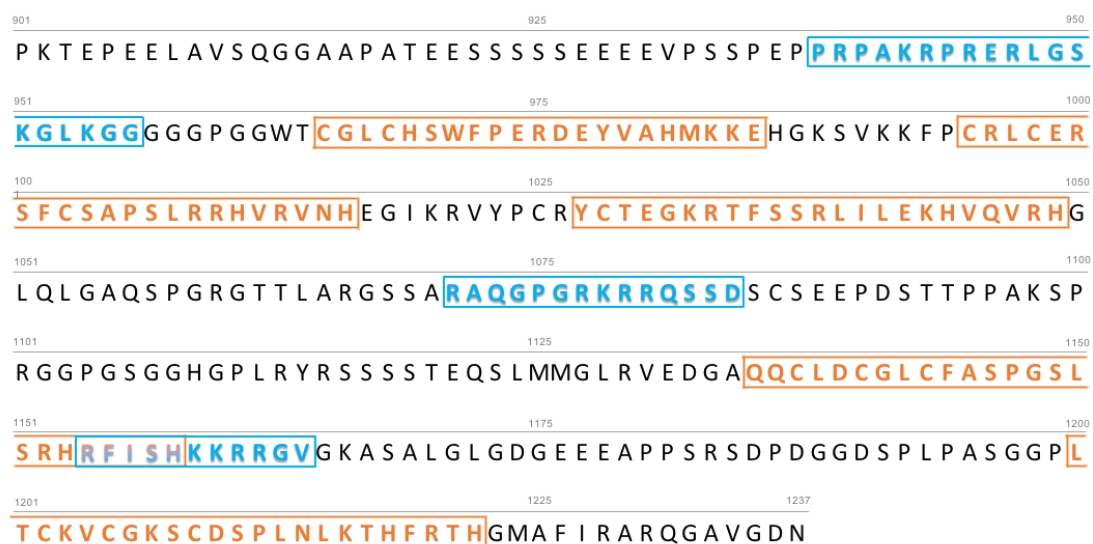 901 925 950
P K T E P E E L A V S Q G G A A P A T E E S S S S S E E E E V P S S P E P P R P A K R P R E R L G S
951 975 1000
K G L K G G G G G P G G W T C G L C H S W F P E R D E Y V A H M K K E H G K S V K K F P C R L C E R
100 1025 1050
1
S F C S A P S L R R H V R V N H E G I K R V Y P C R Y C T E G K R T F S S R L I L E K H V Q V R H G
1051 1075 1100
L Q L G A Q S P G R G T T L A R G S S A R A Q G P G R K R R Q S S D S C S E E P D S T T P P A K S P
1101 1125 1150
R G G P G S G G H G P L R Y R S S S S T E Q S L M M G L R V E D G A Q Q C L D C G L C F A S P G S L
1151 1175 1200
S R H R F I S H K K R R G V G K A S A L G L G D G E E E A P P S R S D P D G G D S P L P A S G G P L
1201 1225 1237
T C K V C G K S C D S P L N L K T H F R T H G M A F I R A R Q G A V G D N